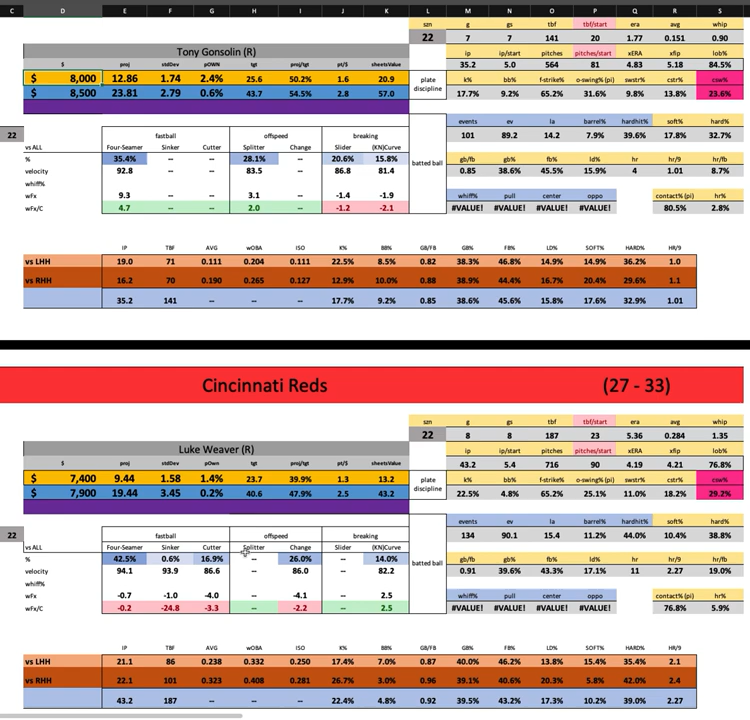 C D E F G H I J K L M N O P Q R S
szn g gs tbf tbf/start era avg whip
22 7 7 141 20 1.77 0.151 0.90
Tony Gonsolin (R) ip ip/start pitches pitches/start xERA xfip lob%
35.2 5.0 564 81 4.83 5.18 84.5%
$ proj stdDev pOWN tgt proj/tgt pt/$ sheetsValue
$ 8,000 12.86 1.74 2.4% 25.6 50.2% 1.6 20.9 plate discipline k% bb% f-strike% o-swing% (pi) swstr% cstr% csw%
$ 8,500 23.81 2.79 0.6% 43.7 54.5% 2.8 57.0 17.7% 9.2% 65.2% 31.6% 9.8% 13.8% 23.6%
events ev la barrel% hardhit% soft% hard%
22 fastball offspeed breaking 101 89.2 14.2 7.9% 39.6% 17.8% 32.7%
vs ALL Four-Seamer Sinker Cutter Splitter Change Slider (KN)Curve
% 35.4% -- -- 28.1% -- 20.6% 15.8% batted ball gb/fb gb% fb% ld% hr hr/9 hr/fb
velocity 92.8 -- -- 83.5 -- 86.8 81.4 0.85 38.6% 45.5% 15.9% 4 1.01 8.7%
whiff%
wFx 9.3 3.1 -1.4 -1.9 whiff% pull center oppo contact% (pi) hr%
wFx/C 4.7 -- -- 2.0 -- -1.2 -2.1 #VALUE! #VALUE! #VALUE! #VALUE! 80.5% 2.8%
IP TBF AVG wOBA ISO K% BB% GB/FB GB% FB% LD% SOFT% HARD% HR/9
vs LHH 19.0 71 0.111 0.204 0.111 22.5% 8.5% 0.82 38.3% 46.8% 14.9% 14.9% 36.2% 1.0
vs RHH 16.2 70 0.190 0.265 0.127 12.9% 10.0% 0.88 38.9% 44.4% 16.7% 20.4% 29.6% 1.1
35.2 141 -- -- -- 17.7% 9.2% 0.85 38.6% 45.6% 15.8% 17.6% 32.9% 1.01
Cincinnati Reds (27 - 33)
szn g gs tbf tbf/start era avg whip
22 8 8 187 23 5.36 0.284 1.35
Luke Weaver (R) ip ip/start pitches pitches/start xERA xfip lob%
43.2 5.4 716 90 4.19 4.21 76.8%
$ proj stdDev pOwn tgt proj/tgt pt/$ sheetsValue
$ 7,400 9.44 1.58 1.4% 23.7 39.9% 1.3 13.2 plate discipline k% bb% f-strike% o-swing% (pi) swstr% cstr% csw%
$ 7,900 19.44 3.45 0.2% 40.6 47.9% 2.5 43.2 22.5% 4.8% 65.2% 25.1% 11.0% 18.2% 29.2%
events ev la barrel% hardhit% soft% hard%
22 fastball offspeed breaking 134 90.1 15.4 11.2% 44.0% 10.4% 38.8%
vs ALL Four-Seamer Sinker Cutter Splitter Change Slider (KN)Curve
% 42.5% 0.6% 16.9% -- 26.0% -- 14.0% batted ball gb/fb gb% fb% ld% hr hr/9 hr/fb
velocity 94.1 93.9 86.6 -- 86.0 -- 82.2 0.91 39.6% 43.3% 17.1% 11 2.27 19.0%
whiff%
wFx -0.7 -1.0 -4.0 -4.1 2.5 whiff% pull center oppo contact% (pi) hr%
wFx/C -0.2 -24.8 -3.3 -- -2.2 -- 2.5 #VALUE! #VALUE! #VALUE! #VALUE! 76.8% 5.9%
IP TBF AVG wOBA ISO K% BB% GB/FB GB% FB% LD% SOFT% HARD% HR/9
vs LHH 21.1 86 0.238 0.332 0.250 17.4% 7.0% 0.87 40.0% 46.2% 13.8% 15.4% 35.4% 2.1
vs RHH 22.1 101 0.323 0.408 0.281 26.7% 3.0% 0.96 39.1% 40.6% 20.3% 5.8% 42.0% 2.4
43.2 187 -- -- -- 22.4% 4.8% 0.92 39.5% 43.2% 17.3% 10.2% 39.0% 2.27